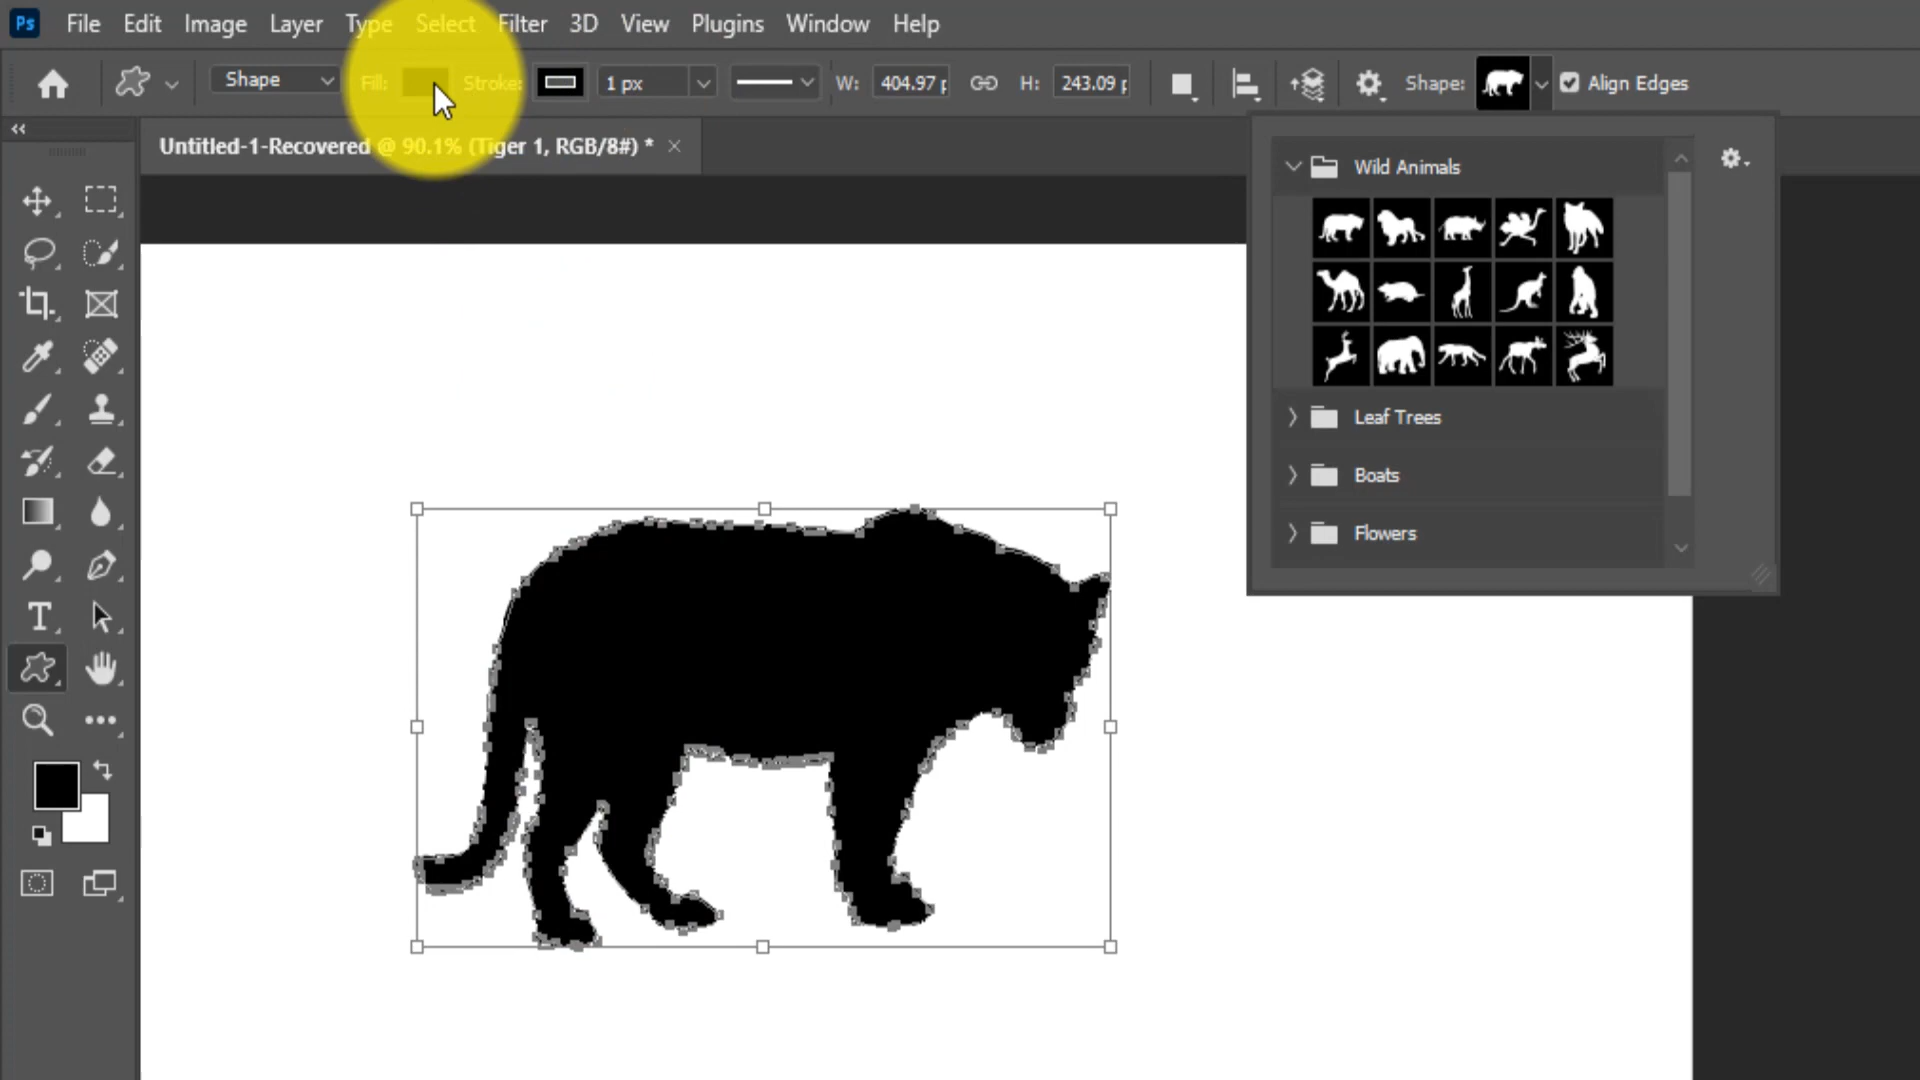 Ps File Edit Image Layer Type Select Filter 3D View Plugins Window Help
Shape Fill: Stroke: 1 px W: 404.97 H: 243.09 Shape: Align Edges
Untitled-1-Recovered @ 90.1% (Tiger 1, RGB/8#) *
Wild Animals
Leaf Trees
Boats
Flowers
T